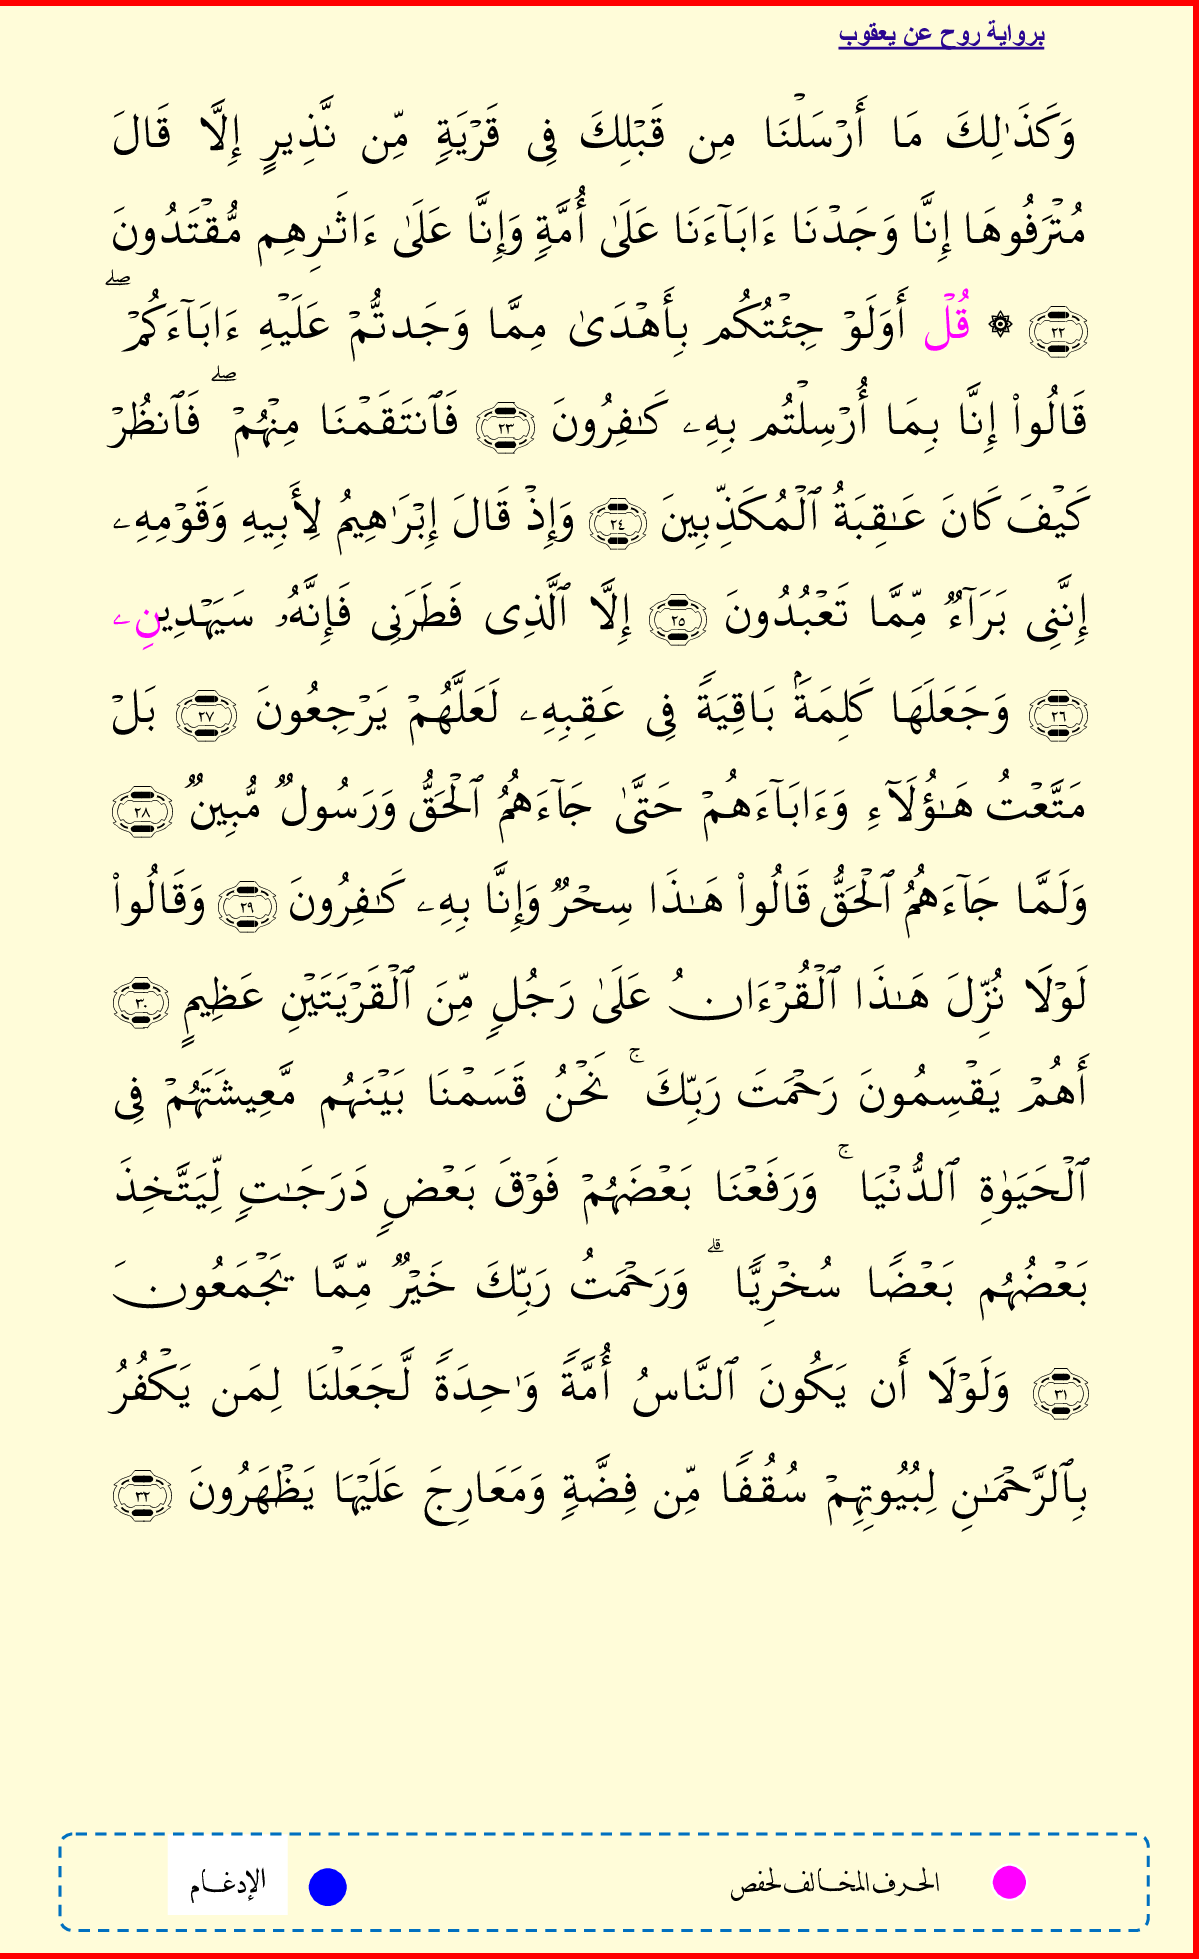 برواية روح عن يعقوب
وَكَذَٰلِكَ مَا أَرۡسَلۡنَا مِن قَبۡلِكَ فِي قَرۡيَةٖ مِّن نَّذِيرٍ إِلَّا قَالَ
مُتۡرَفُوهَا إِنَّا وَجَدۡنَا ءَابَآءَنَا عَلَىٰ أُمَّةٖ وَإِنَّا عَلَىٰ ءَاثَٰرِهِم مُّقۡتَدُونَ
٢٢ ۞ قُلۡ أَوَلَوۡ جِئۡتُكُم بِأَهۡدَىٰ مِمَّا وَجَدتُّمۡ عَلَيۡهِ ءَابَآءَكُمۡۖ
قَالُواْ إِنَّا بِمَا أُرۡسِلۡتُم بِهِۦ كَٰفِرُونَ ٢٣ فَٱنتَقَمۡنَا مِنۡهُمۡۖ فَٱنظُرۡ
كَيۡفَ كَانَ عَٰقِبَةُ ٱلۡمُكَذِّبِينَ ٢٤ وَإِذۡ قَالَ إِبۡرَٰهِيمُ لِأَبِيهِ وَقَوۡمِهِۦ
إِنَّنِي بَرَآءٞ مِّمَّا تَعۡبُدُونَ ٢٥ إِلَّا ٱلَّذِي فَطَرَنِي فَإِنَّهُۥ سَيَهۡدِينِۦ
٢٦ وَجَعَلَهَا كَلِمَةَۢ بَاقِيَةٗ فِي عَقِبِهِۦ لَعَلَّهُمۡ يَرۡجِعُونَ ٢٧ بَلۡ
مَتَّعۡتُ هَٰٓؤُلَآءِ وَءَابَآءَهُمۡ حَتَّىٰ جَآءَهُمُ ٱلۡحَقُّ وَرَسُولٞ مُّبِينٞ ٢٨
وَلَمَّا جَآءَهُمُ ٱلۡحَقُّ قَالُواْ هَٰذَا سِحۡرٞ وَإِنَّا بِهِۦ كَٰفِرُونَ ٢٩ وَقَالُواْ
لَوۡلَا نُزِّلَ هَٰذَا ٱلۡقُرۡءَانُ عَلَىٰ رَجُلٖ مِّنَ ٱلۡقَرۡيَتَيۡنِ عَظِيمٍ ٣٠
أَهُمۡ يَقۡسِمُونَ رَحۡمَتَ رَبِّكَۚ نَحۡنُ قَسَمۡنَا بَيۡنَهُم مَّعِيشَتَهُمۡ فِي
ٱلۡحَيَوٰةِ ٱلدُّنۡيَاۚ وَرَفَعۡنَا بَعۡضَهُمۡ فَوۡقَ بَعۡضٖ دَرَجَٰتٖ لِّيَتَّخِذَ
بَعۡضُهُم بَعۡضٗا سُخۡرِيّٗاۗ وَرَحۡمَتُ رَبِّكَ خَيۡرٞ مِّمَّا يَجۡمَعُونَ
٣١ وَلَوۡلَا أَن يَكُونَ ٱلنَّاسُ أُمَّةٗ وَٰحِدَةٗ لَّجَعَلۡنَا لِمَن يَكۡفُرُ
بِٱلرَّحۡمَٰنِ لِبُيُوتِهِمۡ سُقُفٗا مِّن فِضَّةٖ وَمَعَارِجَ عَلَيۡهَا يَظۡهَرُونَ ٣٢
الحرف المخالف لحفص
الإدغام